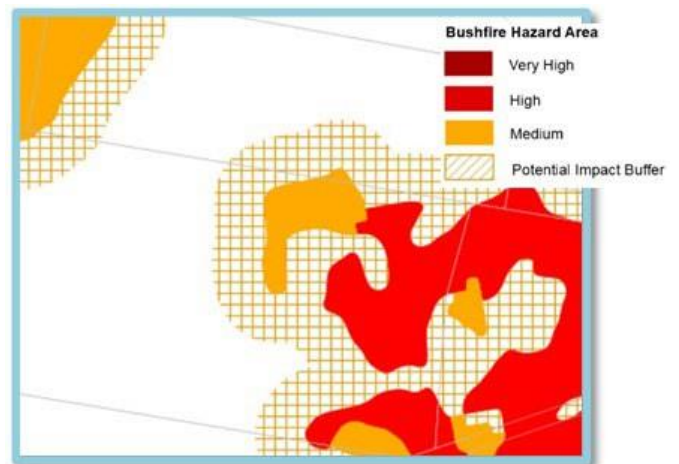 Bushfire Hazard Area
Very High
High
Medium
Potential Impact Buffer